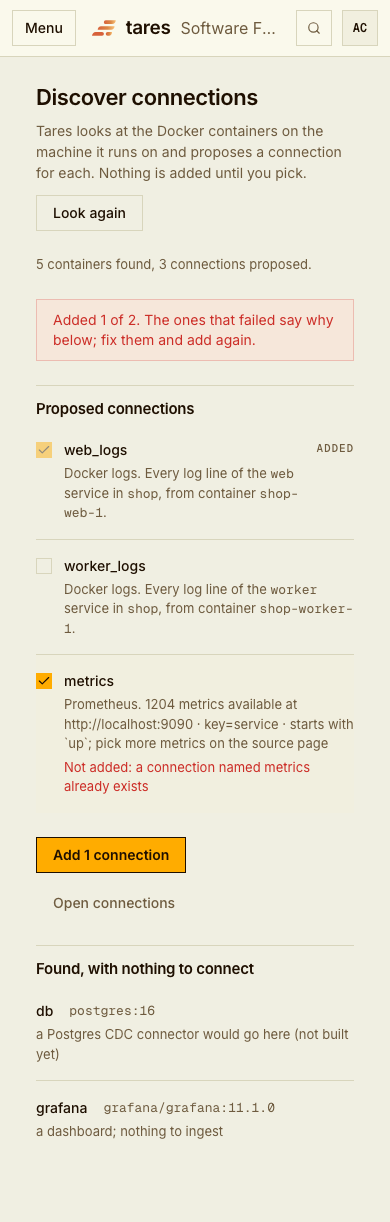 Menu
tares Software F...
AC
Discover connections
Tares looks at the Docker containers on the
machine it runs on and proposes a connection
for each. Nothing is added until you pick.
Look again
5 containers found, 3 connections proposed.
Added 1 of 2. The ones that failed say why
below; fix them and add again.
Proposed connections
web_logs
ADDED
Docker logs. Every log line of the web
service in shop, from container shop-
web-1.
worker_logs
Docker logs. Every log line of the worker
service in shop, from container shop-worker-
1.
metrics
Prometheus. 1204 metrics available at
http://localhost:9090 · key=service · starts with
`up`; pick more metrics on the source page
Not added: a connection named metrics
already exists
Add 1 connection
Open connections
Found, with nothing to connect
db postgres:16
a Postgres CDC connector would go here (not built
yet)
grafana grafana/grafana:11.1.0
a dashboard; nothing to ingest